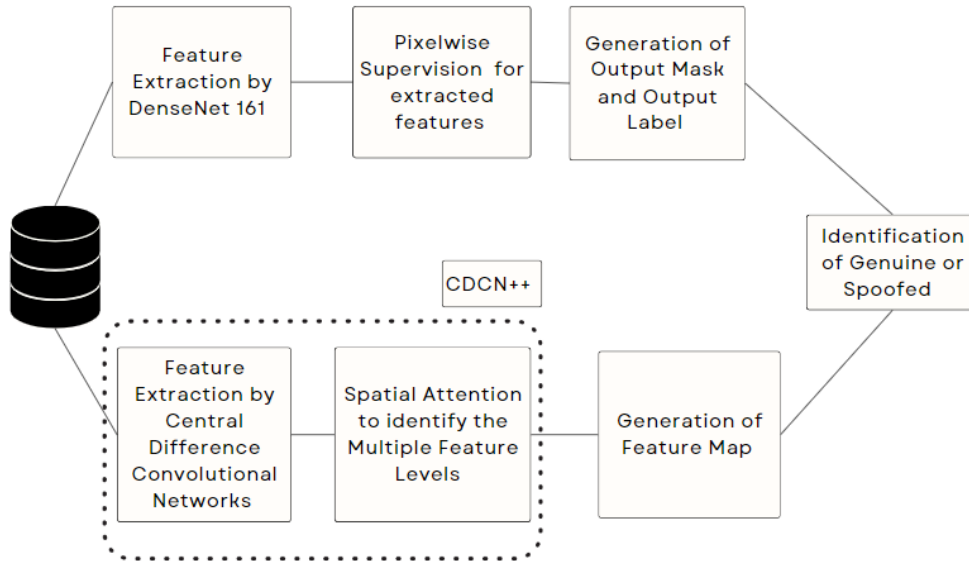 Feature
Extraction by
DenseNet 161
Pixelwise
Supervision for
extracted
features
Generation of
Output Mask
and Output
Label
Identification
of Genuine or
Spoofed
CDCN++
Feature
Extraction by
Central
Difference
Convolutional
Networks
Spatial Attention
to identify the
Multiple Feature
Levels
Generation of
Feature Map